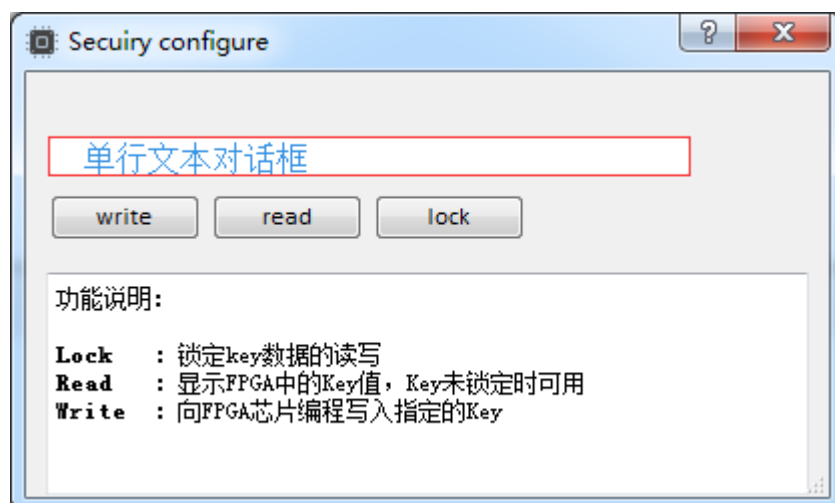 Secuiry configure
单行文本对话框
write read lock
功能说明:
Lock : 锁定key数据的读写
Read : 显示FPGA中的Key值，Key未锁定时可用
Write : 向FPGA芯片编程写入指定的Key